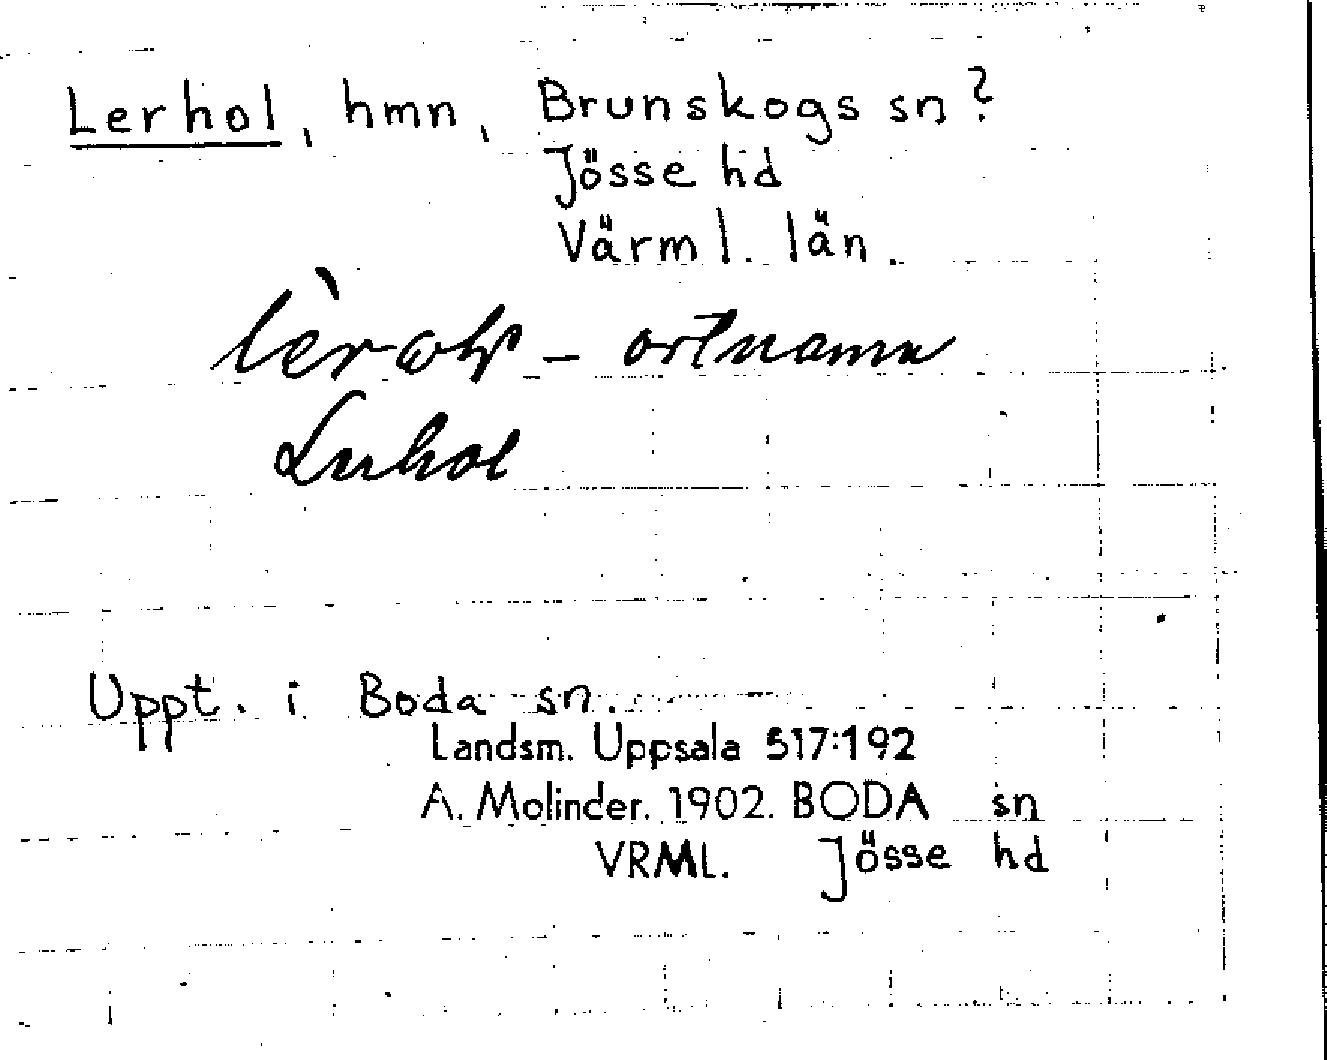 Lerhol, hmn, Brunskogs sn?
Jösse hd
Värml. län.
– ortnamn
Lerhol
Uppt. i Boda sn.
Landsm. Uppsala 517:192
A. Molinder. 1902. BODA sn
VRML. Jösse hd